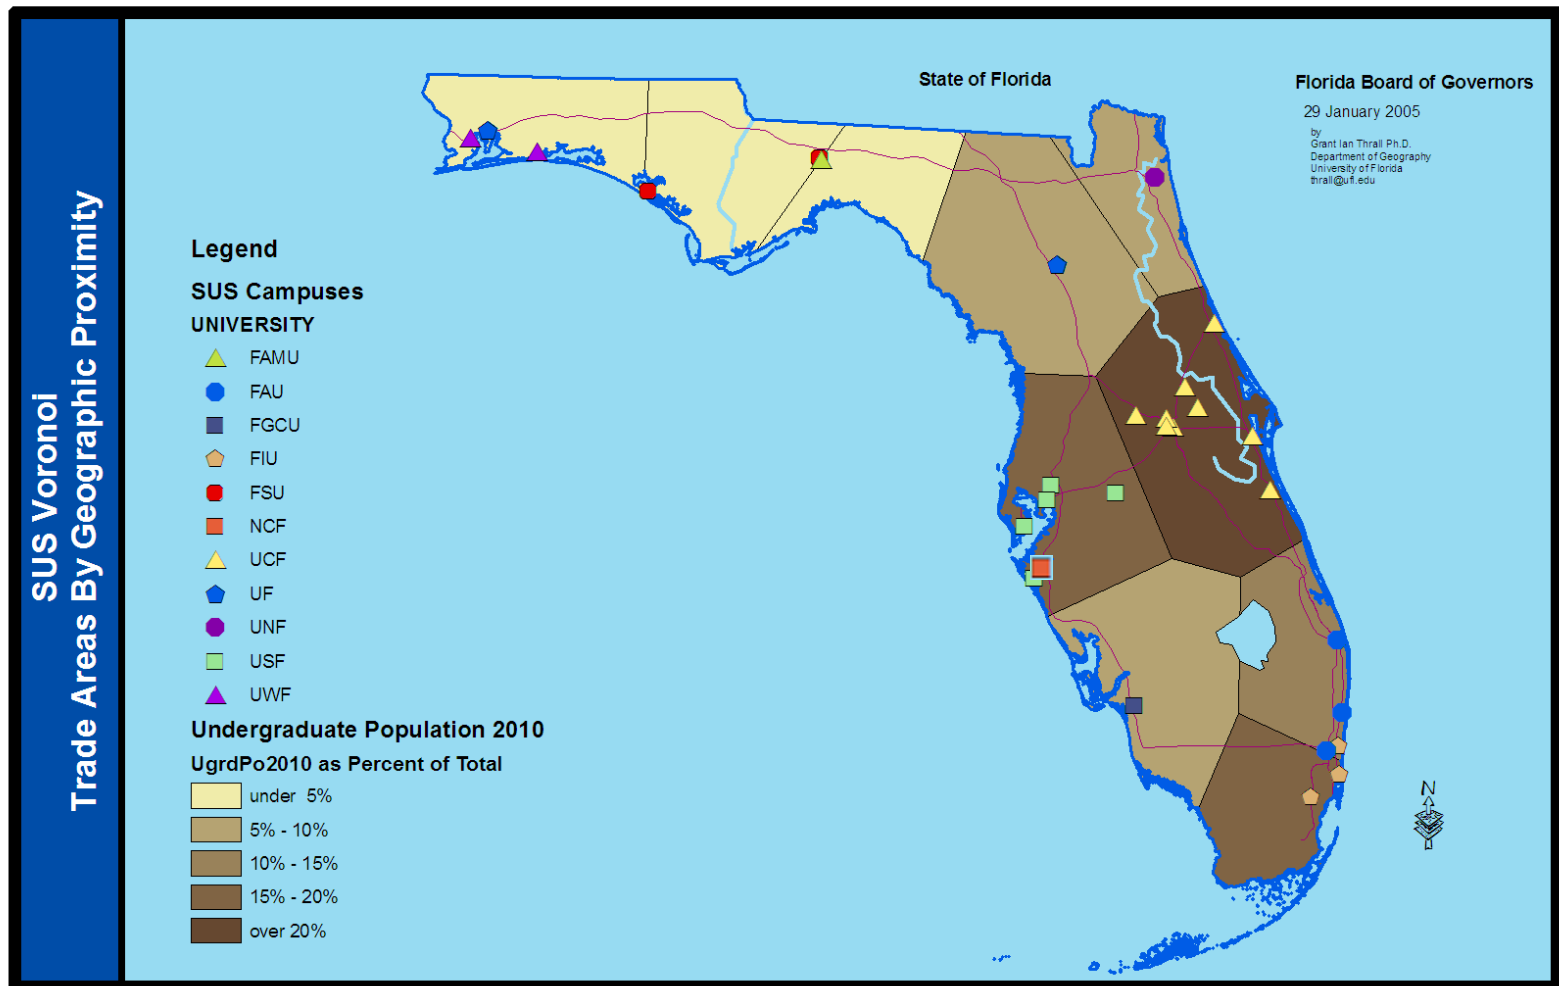 SUS Voronoi
Trade Areas By Geographic Proximity
State of Florida
Florida Board of Governors
29 January 2005
by
Grant Ian Thrall Ph.D.
Department of Geography
University of Florida
thrall@ufl.edu
Legend
SUS Campuses
UNIVERSITY
FAMU
FAU
FGCU
FIU
FSU
NCF
UCF
UF
UNF
USF
UWF
Undergraduate Population 2010
UgrdPo2010 as Percent of Total
under 5%
5% - 10%
10% - 15%
15% - 20%
over 20%
N